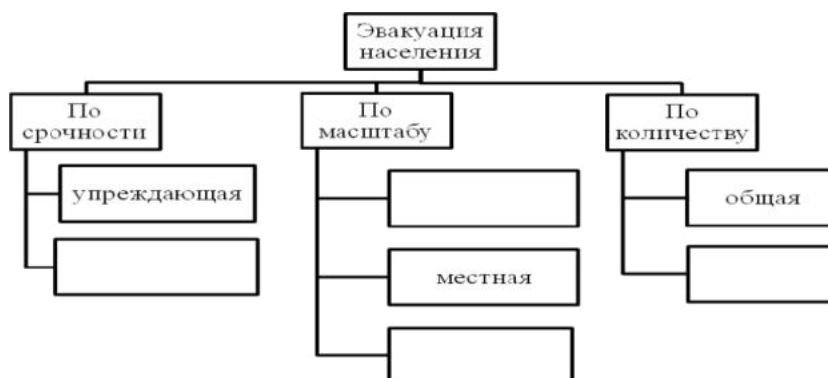 Эвакуация
населения
По
срочности
По
масштабу
По
количеству
упреждающая
общая
местная